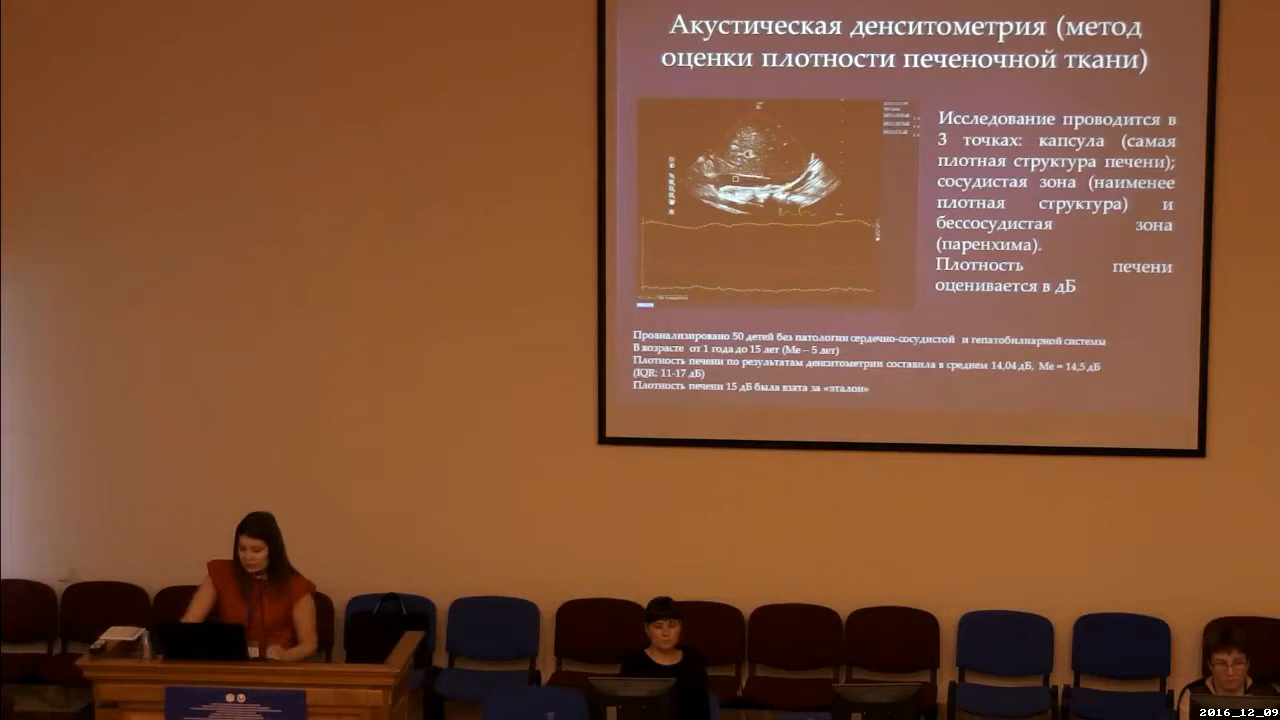 Акустическая денситометрия (метод
оценки плотности печеночной ткани)
Исследование проводится в
3 точках: капсула (самая
плотная структура печени);
сосудистая зона (наименее
плотная структура) и
бессосудистая зона
(паренхима).
Плотность печени
оценивается в дБ
Проанализировано 50 детей без патологии сердечно-сосудистой и гепатобилиарной системы
В возрасте от 1 года до 15 лет (Me – 5 лет)
Плотность печени по результатам денситометрии составила в среднем 14,04 дБ, Me = 14,5 дБ
(IQR: 11-17 дБ)
Плотность печени 15 дБ была взята за «эталон»
2016_12_09